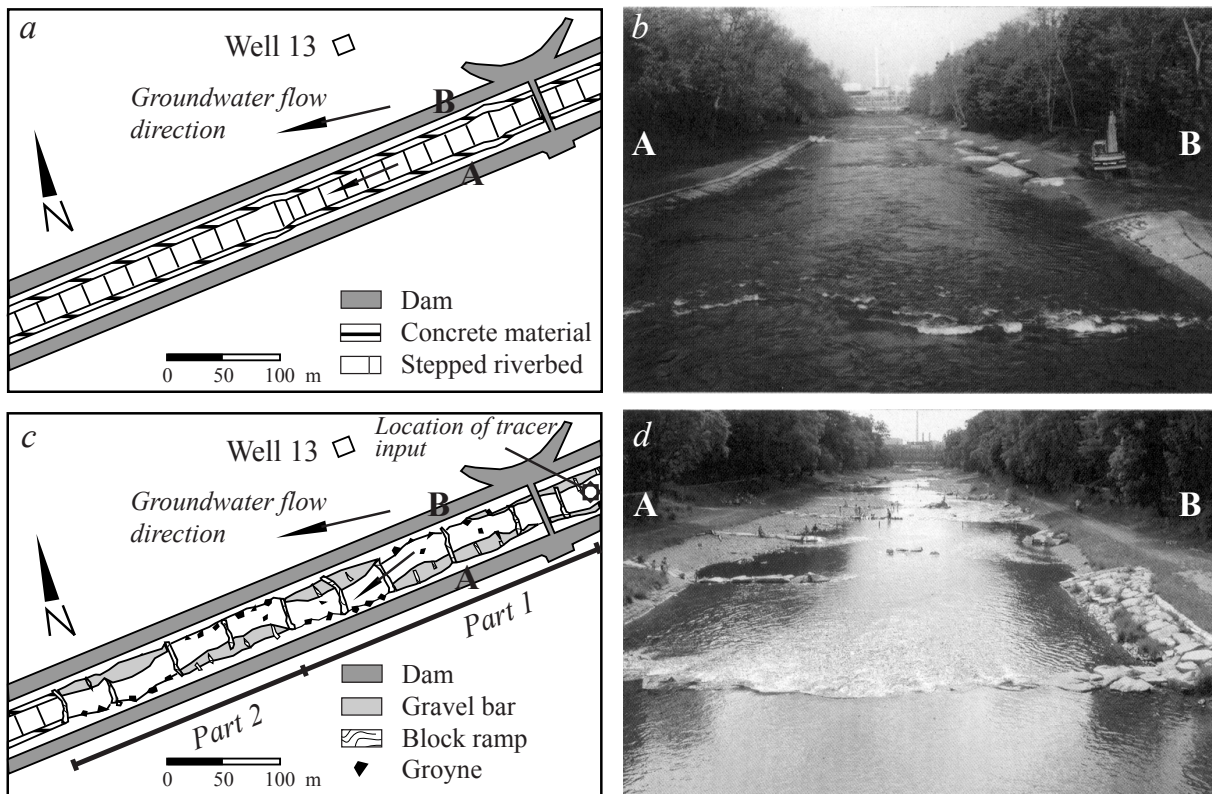 a
Well 13
B
Groundwater flow
direction
A
N
Dam
Concrete material
Stepped riverbed
0 50 100 m
b
A B
c
Location of tracer
input
Well 13
B
Groundwater flow
direction
A
N
Part 1
Part 2
Dam
Gravel bar
Block ramp
Groyne
0 50 100 m
d
A B